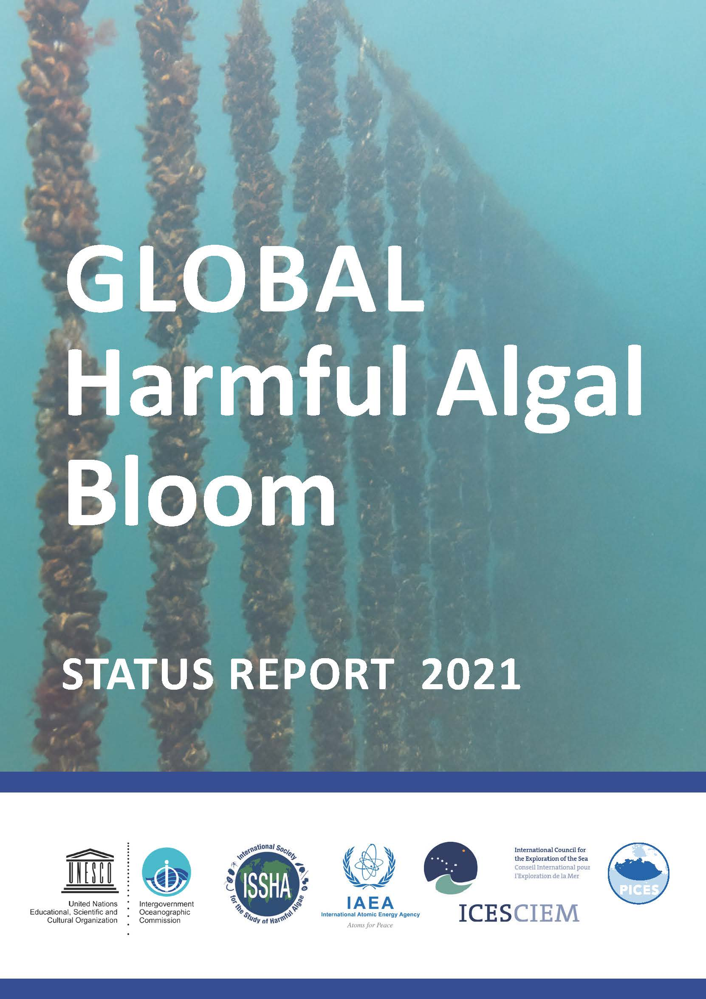 GLOBAL
Harmful Algal
Bloom
STATUS REPORT 2021
UNESCO
United Nations
Educational, Scientific and
Cultural Organization
Intergovernment
Oceanographic
Commission
International Society
ISSHA
for the Study of Harmful Algae
IAEA
International Atomic Energy Agency
Atoms for Peace
International Council for
the Exploration of the Sea
Conseil International pour
l'Exploration de la Mer
ICESCIEM
PICES